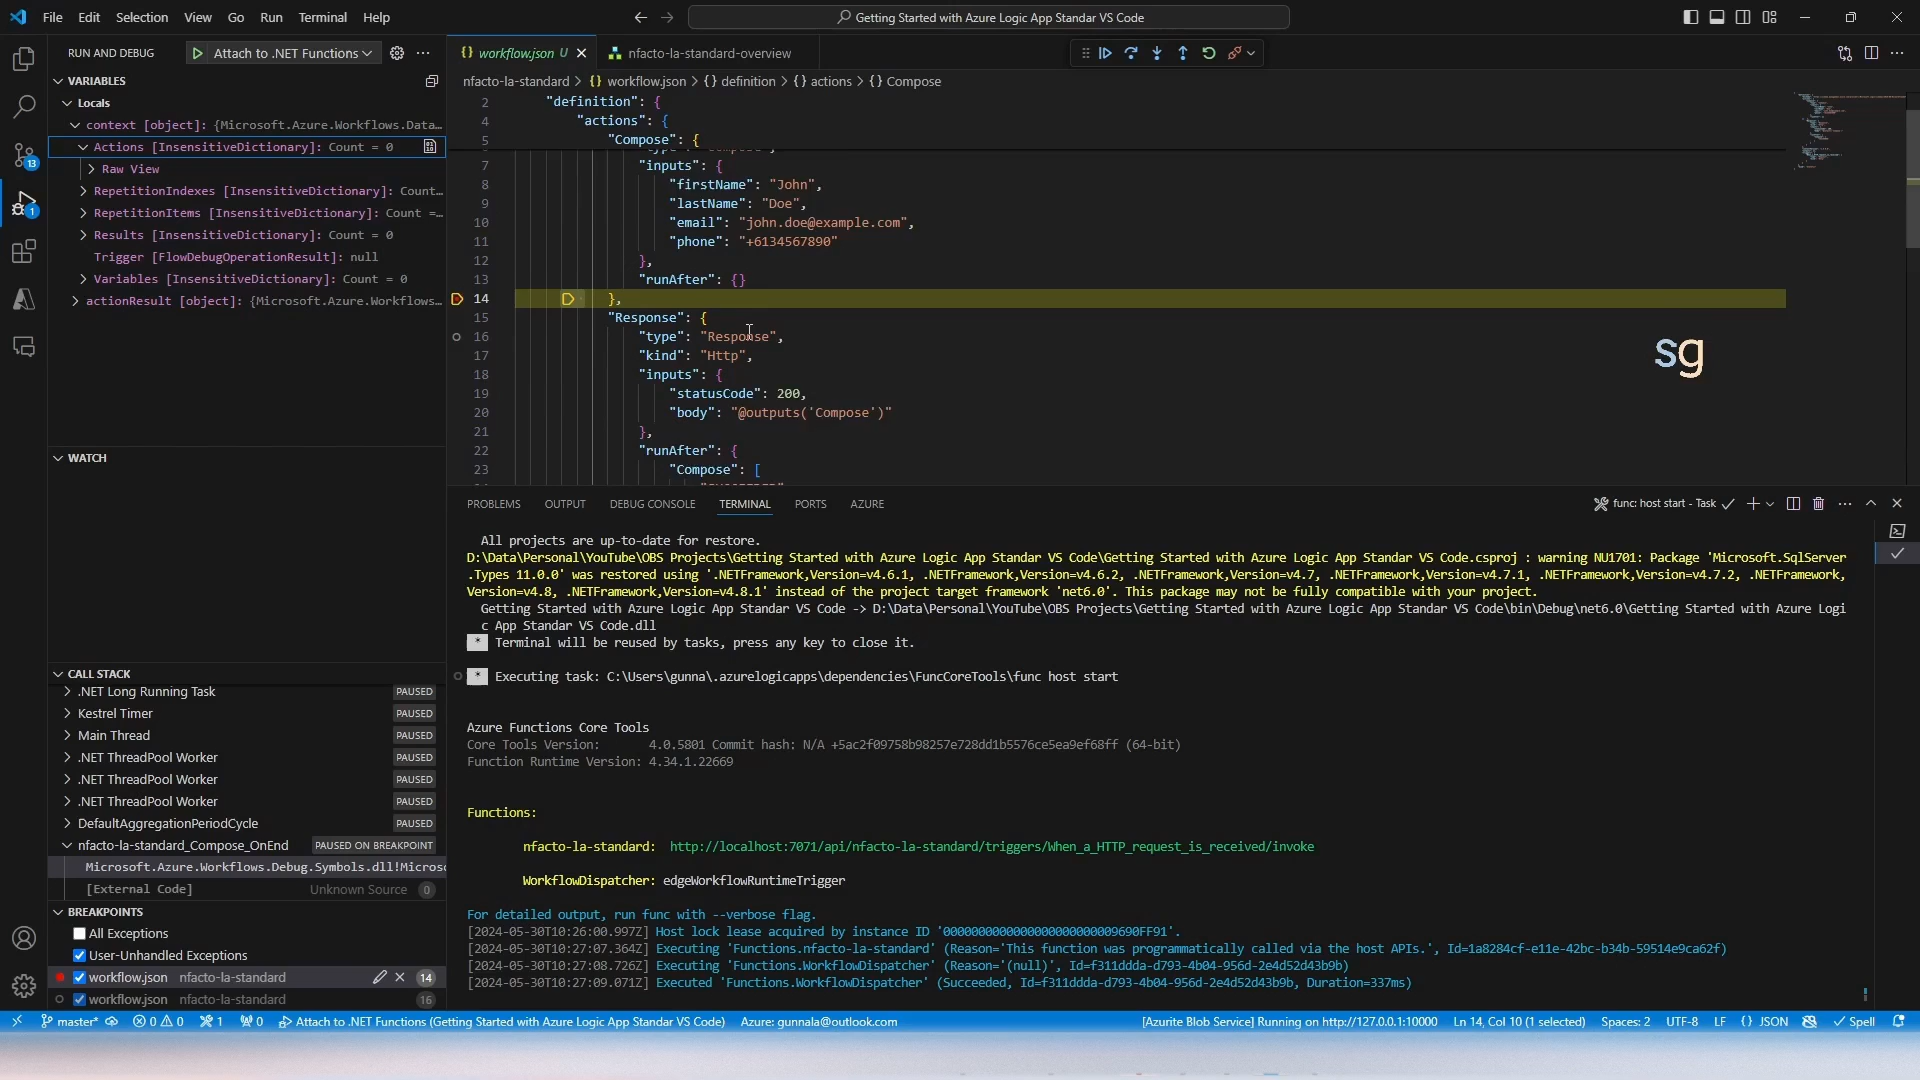 File Edit Selection View Go Run Terminal Help
Getting Started with Azure Logic App Standar VS Code
RUN AND DEBUG
Attach to .NET Functions
workflow.json U
nfacto-la-standard-overview
VARIABLES
nfacto-la-standard > {} workflow.json > {} definition > {} actions > {} Compose
Locals
context [object]: {Microsoft.Azure.Workflows.Data...
Actions [InsensitiveDictionary]: Count = 0
Raw View
RepetitionIndexes [InsensitiveDictionary]: Count...
RepetitionItems [InsensitiveDictionary]: Count =...
Results [InsensitiveDictionary]: Count = 0
Trigger [FlowDebugOperationResult]: null
Variables [InsensitiveDictionary]: Count = 0
actionResult [object]: {Microsoft.Azure.Workflows...
2 "definition": {
4 "actions": {
5 "Compose": {
7 "inputs": {
8 "firstName": "John",
9 "lastName": "Doe",
10 "email": "john.doe@example.com",
11 "phone": "+6134567890"
12 },
13 "runAfter": {}
14 },
15 "Response": {
16 "type": "Response",
17 "kind": "Http",
18 "inputs": {
19 "statusCode": 200,
20 "body": "@outputs('Compose')"
21 },
22 "runAfter": {
23 "Compose": [
sg
WATCH
CALL STACK
.NET Long Running Task PAUSED
Kestrel Timer PAUSED
Main Thread PAUSED
.NET ThreadPool Worker PAUSED
.NET ThreadPool Worker PAUSED
.NET ThreadPool Worker PAUSED
DefaultAggregationPeriodCycle PAUSED
nfacto-la-standard_Compose_OnEnd PAUSED ON BREAKPOINT
Microsoft.Azure.Workflows.Debug.Symbols.dll!Microso
[External Code] Unknown Source 0
BREAKPOINTS
All Exceptions
User-Unhandled Exceptions
workflow.json nfacto-la-standard 14
workflow.json nfacto-la-standard 16
PROBLEMS OUTPUT DEBUG CONSOLE TERMINAL PORTS AZURE
func: host start - Task
All projects are up-to-date for restore.
D:\Data\Personal\YouTube\OBS Projects\Getting Started with Azure Logic App Standar VS Code\Getting Started with Azure Logic App Standar VS Code.csproj : warning NU1701: Package 'Microsoft.SqlServer
.Types 11.0.0' was restored using '.NETFramework,Version=v4.6.1, .NETFramework,Version=v4.6.2, .NETFramework,Version=v4.7, .NETFramework,Version=v4.7.1, .NETFramework,Version=v4.7.2, .NETFramework,
Version=v4.8, .NETFramework,Version=v4.8.1' instead of the project target framework 'net6.0'. This package may not be fully compatible with your project.
Getting Started with Azure Logic App Standar VS Code -> D:\Data\Personal\YouTube\OBS Projects\Getting Started with Azure Logic App Standar VS Code\bin\Debug\net6.0\Getting Started with Azure Logi
c App Standar VS Code.dll
* Terminal will be reused by tasks, press any key to close it.
* Executing task: C:\Users\gunna\.azurelogicapps\dependencies\FuncCoreTools\func host start
Azure Functions Core Tools
Core Tools Version: 4.0.5801 Commit hash: N/A +5ac2f09758b98257e728dd1b5576ce5ea9ef68ff (64-bit)
Function Runtime Version: 4.34.1.22669
Functions:
nfacto-la-standard: http://localhost:7071/api/nfacto-la-standard/triggers/When_a_HTTP_request_is_received/invoke
WorkflowDispatcher: edgeWorkflowRuntimeTrigger
For detailed output, run func with --verbose flag.
[2024-05-30T10:26:00.997Z] Host lock lease acquired by instance ID '0000000000000000000000009690FF91'.
[2024-05-30T10:27:07.364Z] Executing 'Functions.nfacto-la-standard' (Reason='This function was programmatically called via the host APIs.', Id=1a8284cf-e11e-42bc-b34b-59514e9ca62f)
[2024-05-30T10:27:08.726Z] Executing 'Functions.WorkflowDispatcher' (Reason='(null)', Id=f311ddda-d793-4b04-956d-2e4d52d43b9b)
[2024-05-30T10:27:09.071Z] Executed 'Functions.WorkflowDispatcher' (Succeeded, Id=f311ddda-d793-4b04-956d-2e4d52d43b9b, Duration=337ms)
13
1
master* 0 0 1 0 Attach to .NET Functions (Getting Started with Azure Logic App Standar VS Code) Azure: gunnala@outlook.com [Azurite Blob Service] Running on http://127.0.0.1:10000 Ln 14, Col 10 (1 selected) Spaces: 2 UTF-8 LF {} JSON Spell